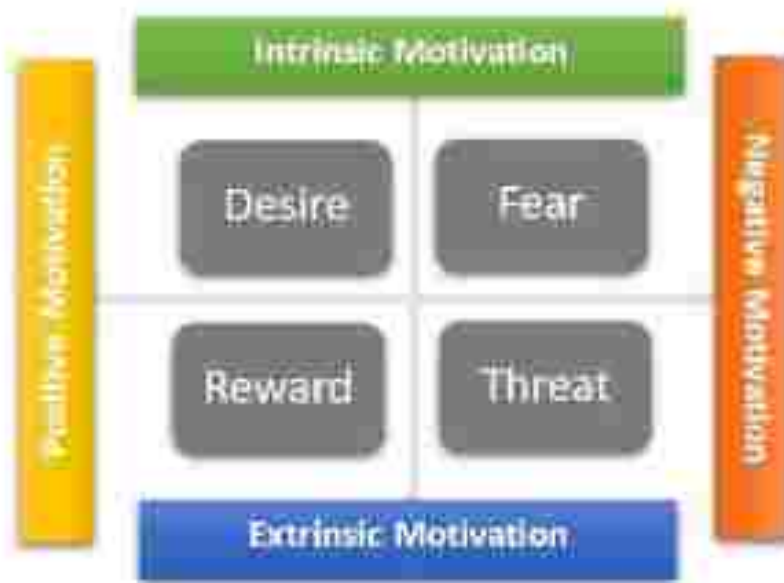 Intrinsic Motivation
Positive Motivation
Desire
Fear
Negative Motivation
Reward
Threat
Extrinsic Motivation